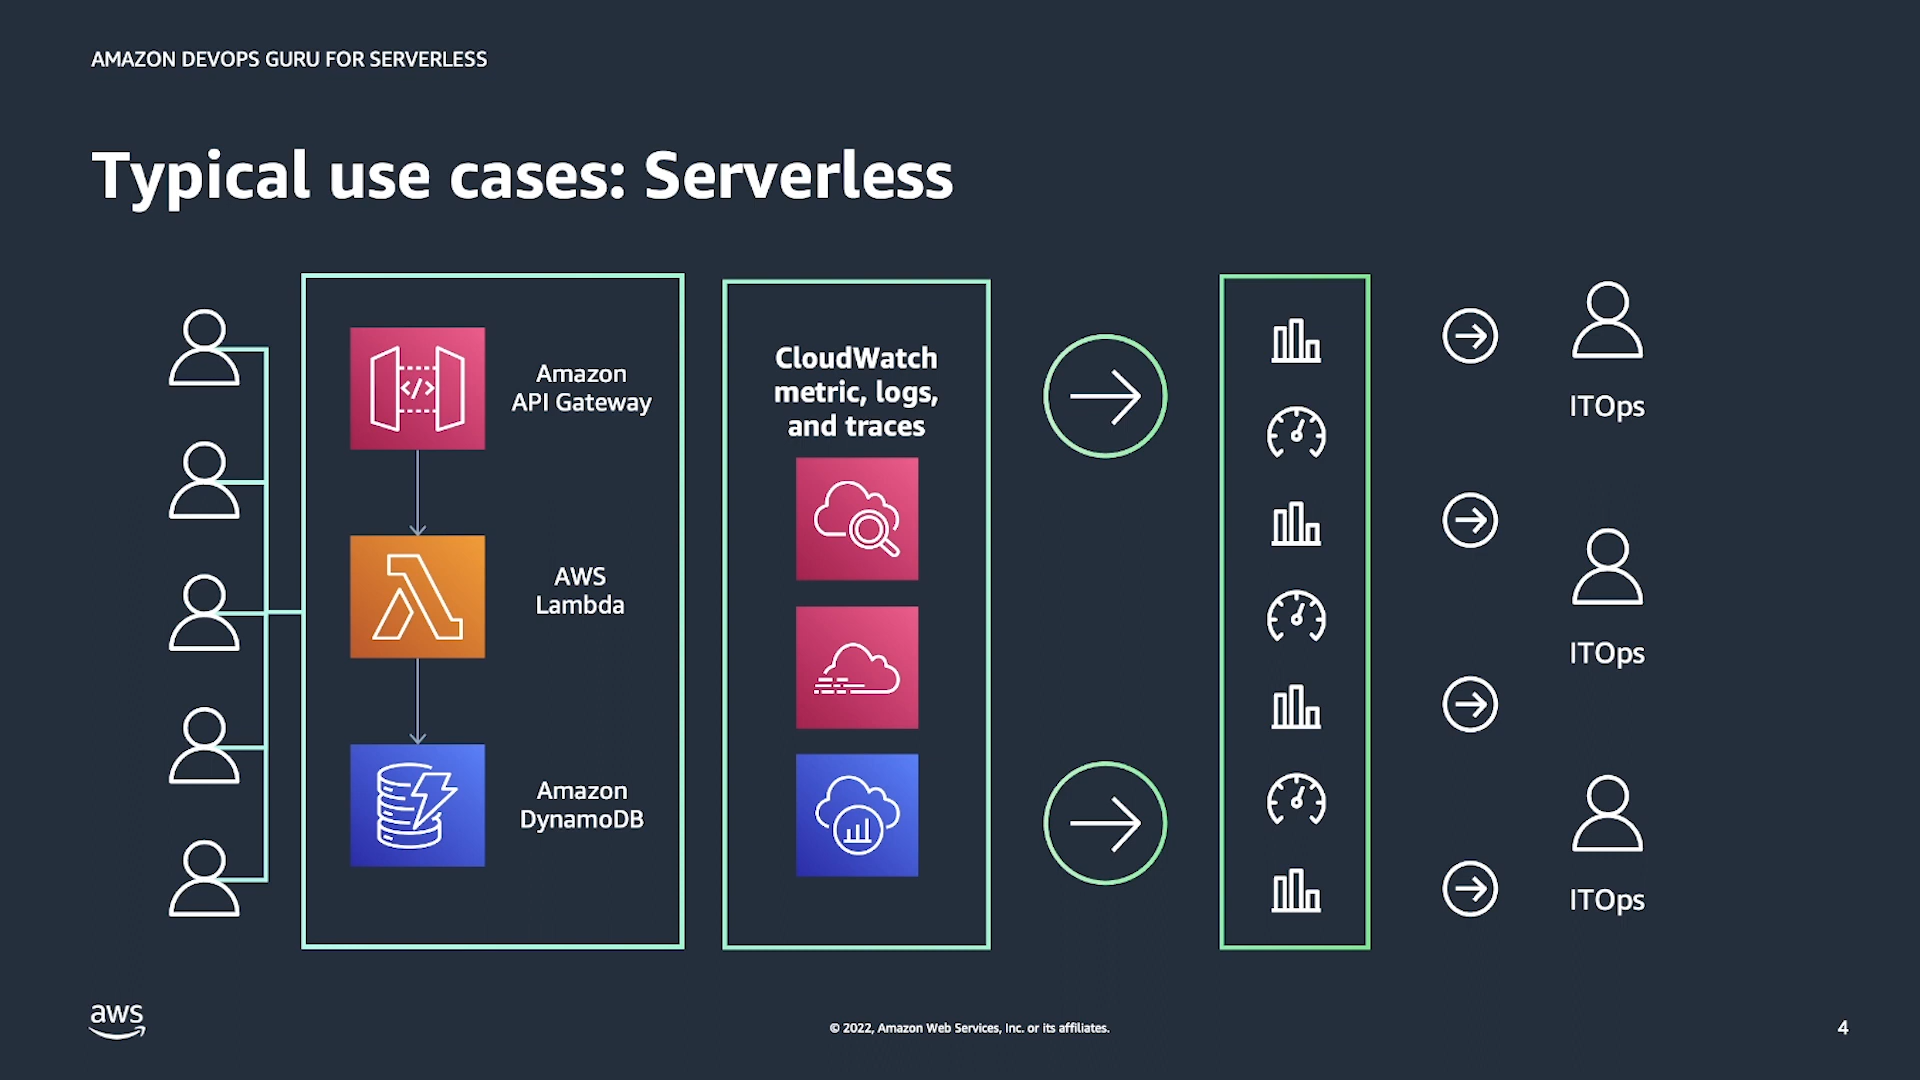 AMAZON DEVOPS GURU FOR SERVERLESS
Typical use cases: Serverless
Amazon
API Gateway
</>
AWS
Lambda
Amazon
DynamoDB
CloudWatch
metric, logs,
and traces
ITOps
ITOps
ITOps
aws
© 2022, Amazon Web Services, Inc. or its affiliates.
4